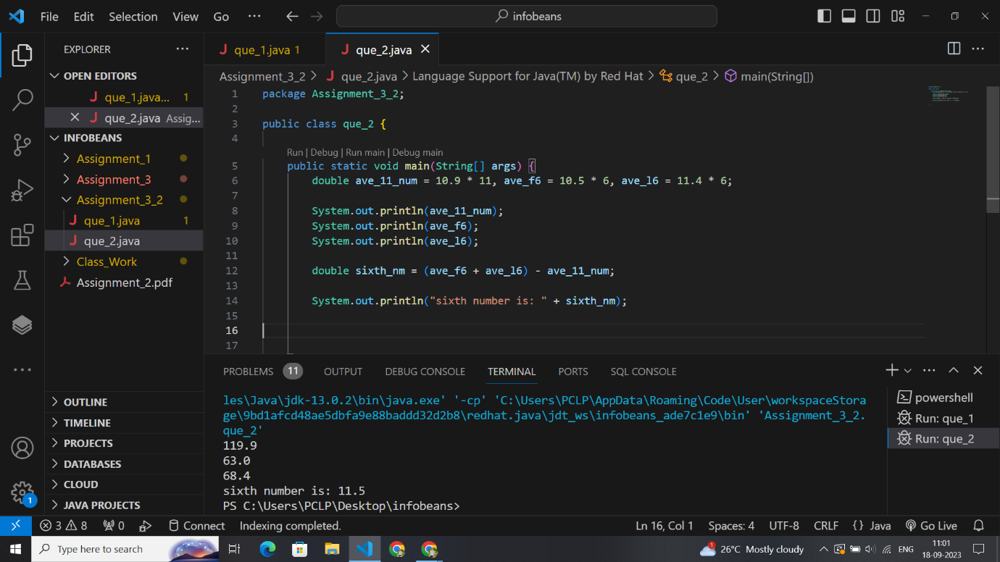 File Edit Selection View Go ··· infobeans
EXPLORER ···
OPEN EDITORS
que_1.java... 1
que_2.java Assig...
INFOBEANS
Assignment_1
Assignment_3
Assignment_3_2
que_1.java 1
que_2.java
Class_Work
Assignment_2.pdf
OUTLINE
TIMELINE
PROJECTS
DATABASES
CLOUD
JAVA PROJECTS
que_1.java 1 que_2.java
Assignment_3_2 > que_2.java > Language Support for Java(TM) by Red Hat > que_2 > main(String[])
1 package Assignment_3_2;
2
3 public class que_2 {
4
Run | Debug | Run main | Debug main
5 public static void main(String[] args) {
6 double ave_11_num = 10.9 * 11, ave_f6 = 10.5 * 6, ave_l6 = 11.4 * 6;
7
8 System.out.println(ave_11_num);
9 System.out.println(ave_f6);
10 System.out.println(ave_l6);
11
12 double sixth_nm = (ave_f6 + ave_l6) - ave_11_num;
13
14 System.out.println("sixth number is: " + sixth_nm);
15
16
17
PROBLEMS 11 OUTPUT DEBUG CONSOLE TERMINAL PORTS SQL CONSOLE
les\Java\jdk-13.0.2\bin\java.exe' '-cp' 'C:\Users\PCLP\AppData\Roaming\Code\User\workspaceStora
ge\9bd1afcd48ae5dbfa9e88baddd32d2b8\redhat.java\jdt_ws\infobeans_ade7c1e9\bin' 'Assignment_3_2.
que_2'
119.9
63.0
68.4
sixth number is: 11.5
PS C:\Users\PCLP\Desktop\infobeans>
powershell
Run: que_1
Run: que_2
1
3 8 0 Connect Indexing completed. Ln 16, Col 1 Spaces: 4 UTF-8 CRLF {} Java Go Live
Type here to search 1 26°C Mostly cloudy ENG 11:01
18-09-2023